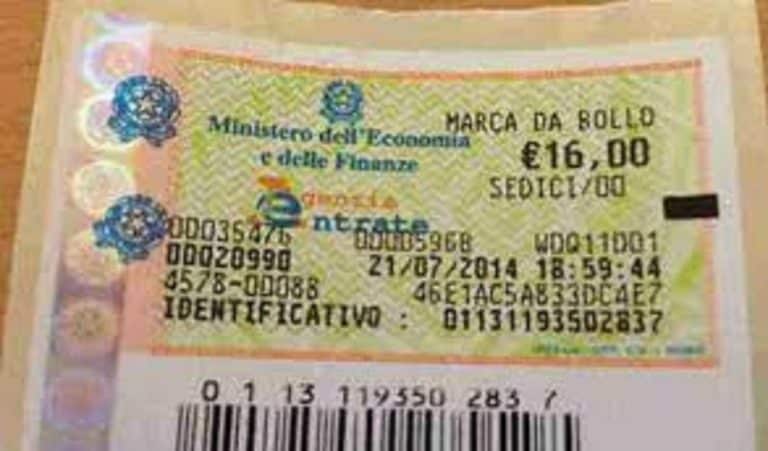 Ministero dell'Economia
e delle Finanze
MARCA DA BOLLO
€16,00
SEDICI/00
Agenzia
Entrate
00035476 00005968 W0Q11001
00020990 21/07/2014 18:59:44
4578-00088 46E1AC5A833DC4E7
IDENTIFICATIVO : 01131193502837
0 1 13 119350 283 7